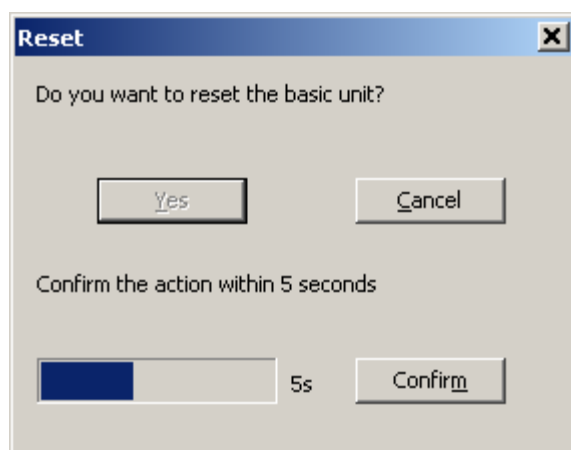 Reset
Do you want to reset the basic unit?
Yes Cancel
Confirm the action within 5 seconds
5s Confirm